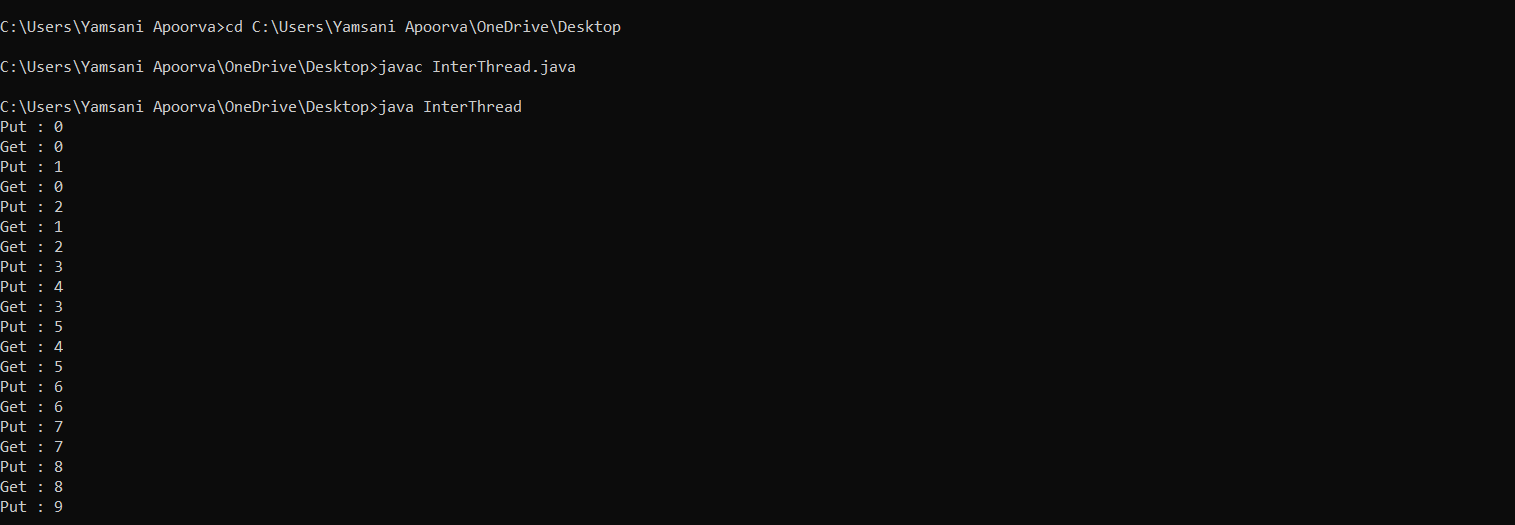 C:\Users\Yamsani Apoorva>cd C:\Users\Yamsani Apoorva\OneDrive\Desktop
C:\Users\Yamsani Apoorva\OneDrive\Desktop>javac InterThread.java
C:\Users\Yamsani Apoorva\OneDrive\Desktop>java InterThread
Put : 0
Get : 0
Put : 1
Get : 0
Put : 2
Get : 1
Get : 2
Put : 3
Put : 4
Get : 3
Put : 5
Get : 4
Get : 5
Put : 6
Get : 6
Put : 7
Get : 7
Put : 8
Get : 8
Put : 9